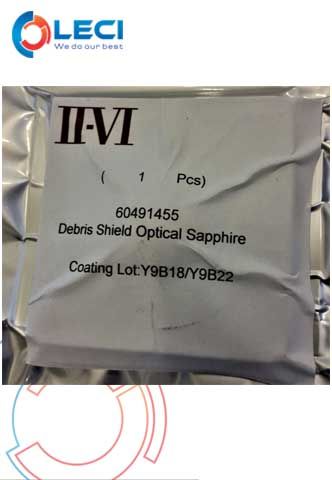 LECI
We do our best
II-VI
( 1 Pcs)
60491455
Debris Shield Optical Sapphire
Coating Lot:Y9B18/Y9B22